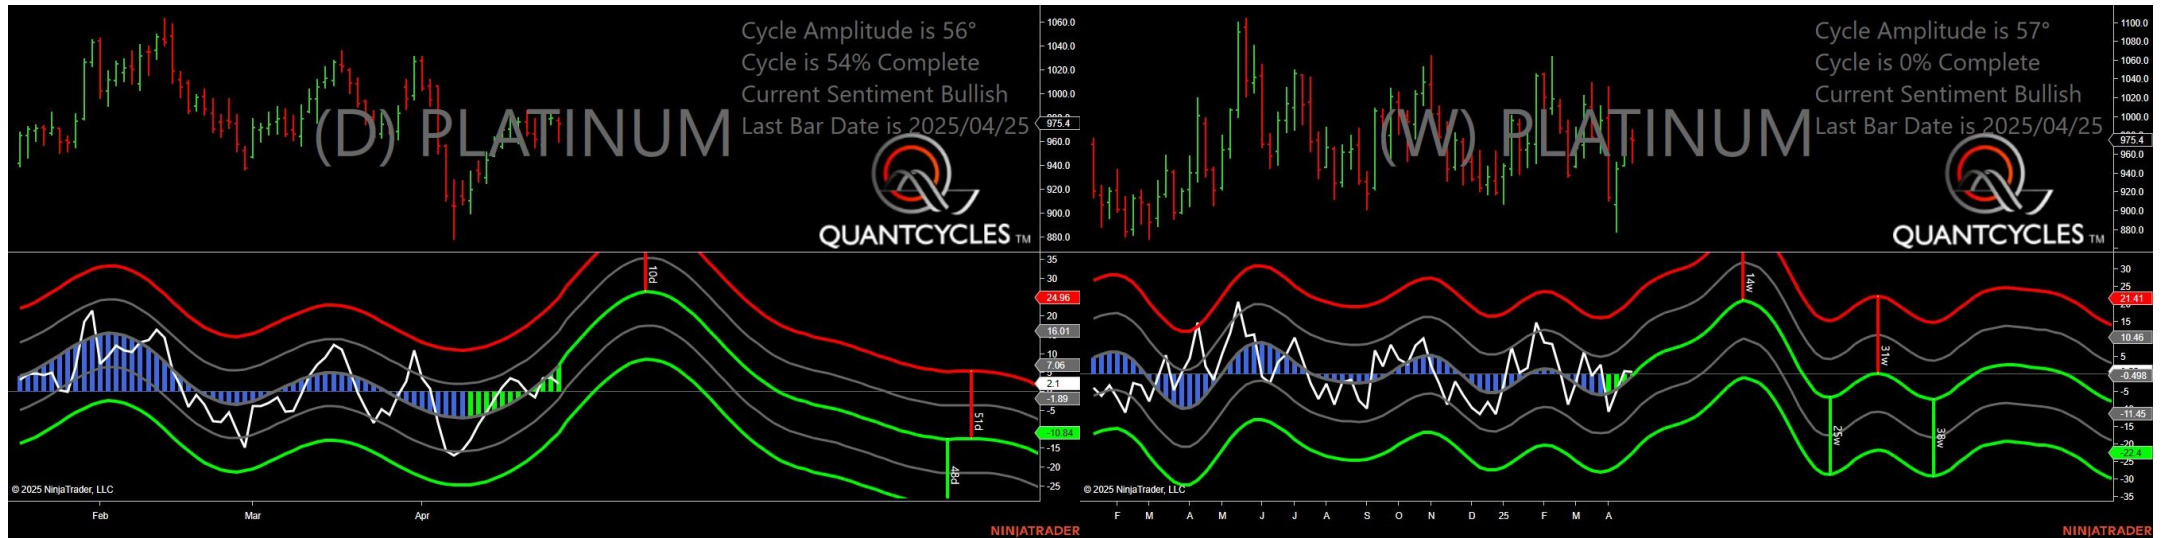 Cycle Amplitude is 56°
Cycle is 54% Complete
Current Sentiment Bullish
Last Bar Date is 2025/04/25
(D) PLATINUM
QUANTCYCLES TM
1060.0
1040.0
1020.0
1000.0
975.4
960.0
940.0
920.0
900.0
880.0
35
30
24.96
20
16.01
10
7.06
2.1
-1.89
-5
-10.84
-15
-20
-25
10d
51d
48d
© 2025 NinjaTrader, LLC
Feb Mar Apr
NINJATRADER
Cycle Amplitude is 57°
Cycle is 0% Complete
Current Sentiment Bullish
Last Bar Date is 2025/04/25
(W) PLATINUM
QUANTCYCLES TM
1100.0
1080.0
1060.0
1040.0
1020.0
1000.0
975.4
960.0
940.0
920.0
900.0
880.0
30
21.41
15
10.46
5
-0.498
-5
-11.45
-15
-22.4
-30
-35
14w
31w
25w
38w
© 2025 NinjaTrader, LLC
F M A M J J A S O N D 25 F M A
NINJATRADER